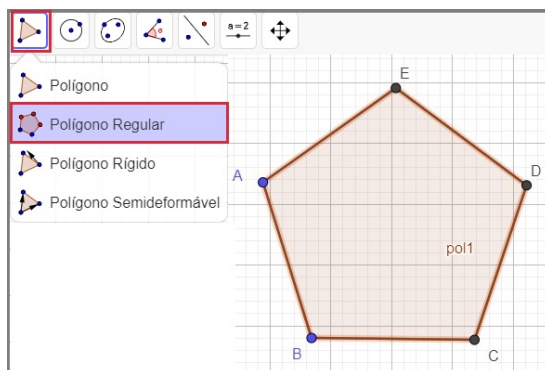 a = 2
Polígono
Polígono Regular
Polígono Rígido
Polígono Semideformável
E
A
D
pol1
B
C